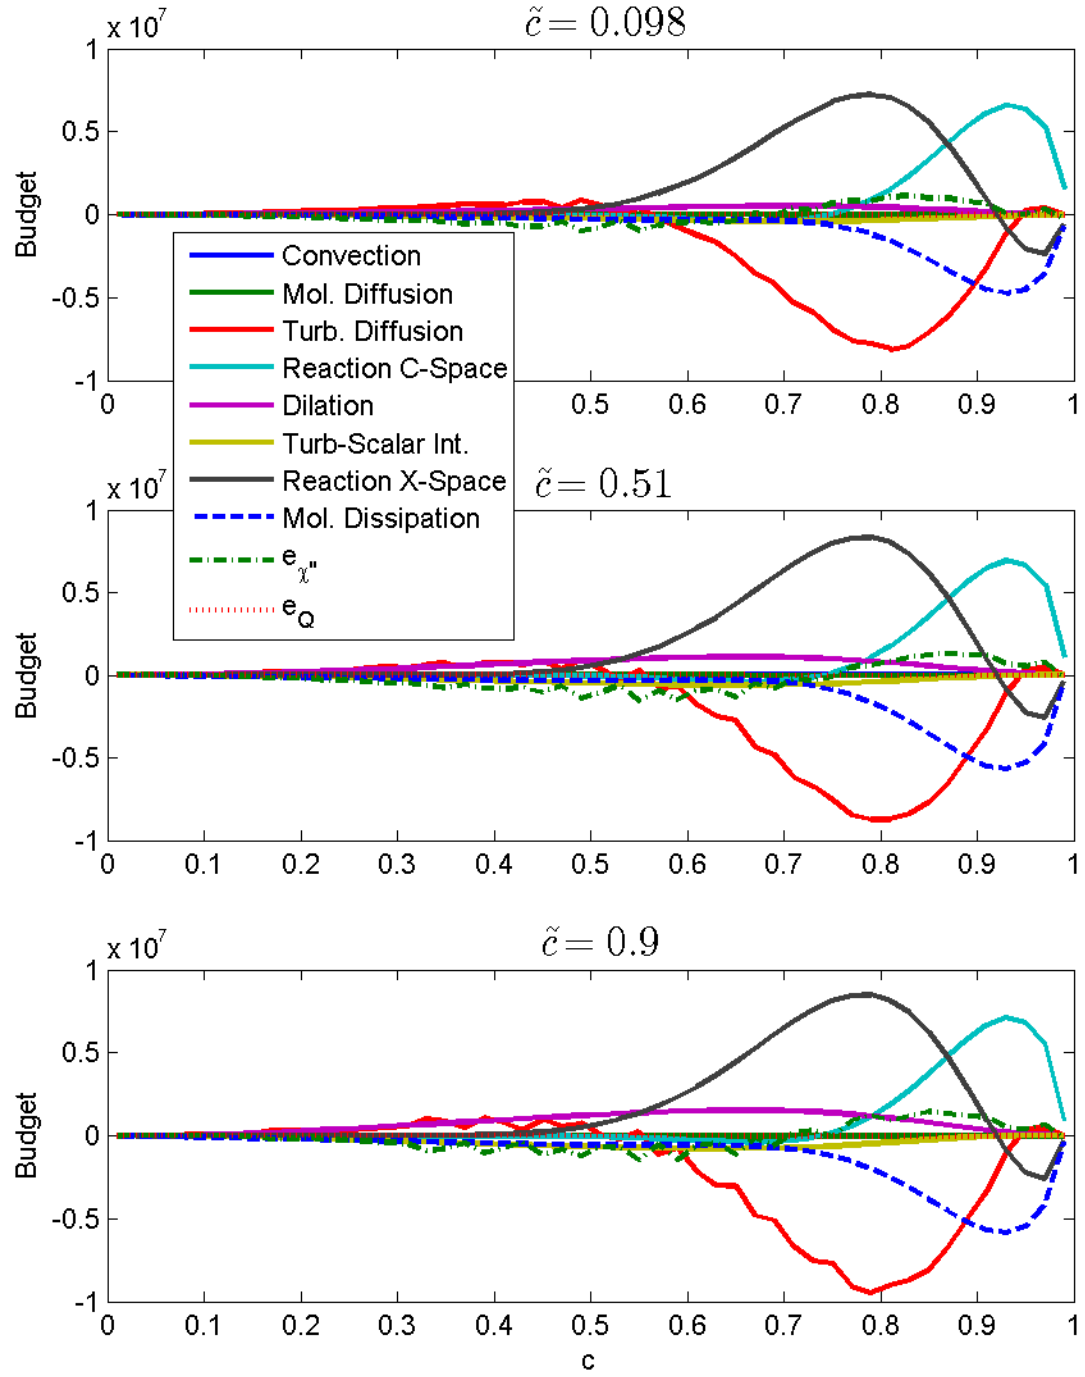 x 10^7
c̃ = 0.098
1
0.5
0
-0.5
-1
Budget
0 0.5 0.6 0.7 0.8 0.9 1
Convection
Mol. Diffusion
Turb. Diffusion
Reaction C-Space
Dilation
Turb-Scalar Int.
Reaction X-Space
Mol. Dissipation
e_χ"
e_Q
x 10^7
c̃ = 0.51
1
0.5
0
-0.5
-1
Budget
0 0.1 0.2 0.3 0.4 0.5 0.6 0.7 0.8 0.9 1
x 10^7
c̃ = 0.9
1
0.5
0
-0.5
-1
Budget
0 0.1 0.2 0.3 0.4 0.5 0.6 0.7 0.8 0.9 1
c